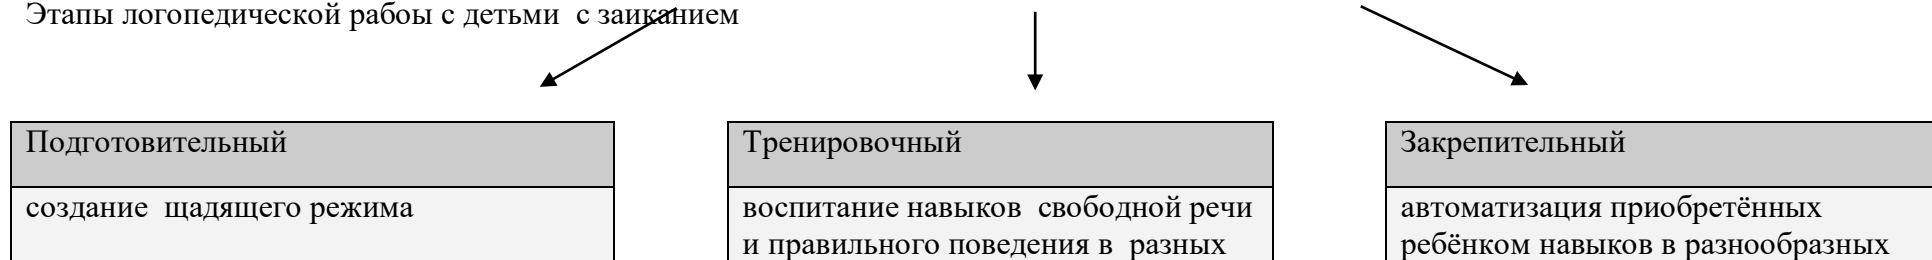 Этапы логопедической рабоы с детьми  с заиканием
Подготовительный
создание  щадящего режима
Тренировочный
воспитание навыков  свободной речи
и правильного поведения в  разных
Закрепительный
автоматизация приобретённых
ребёнком навыков в разнообразных